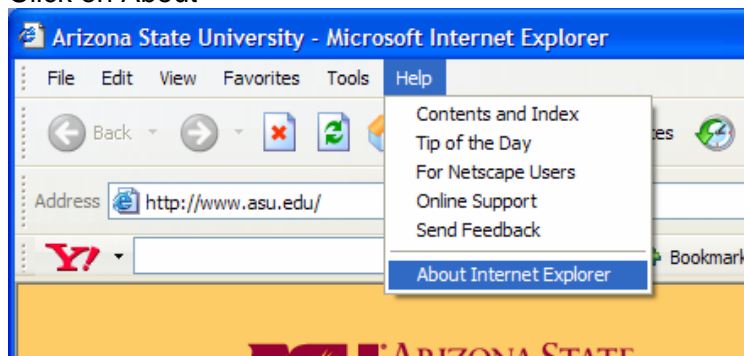 Click on About
Arizona State University - Microsoft Internet Explorer
File Edit View Favorites Tools Help
Back
Contents and Index
Tip of the Day
For Netscape Users
Online Support
Send Feedback
About Internet Explorer
Address http://www.asu.edu/
Y!
ARIZONA STATE